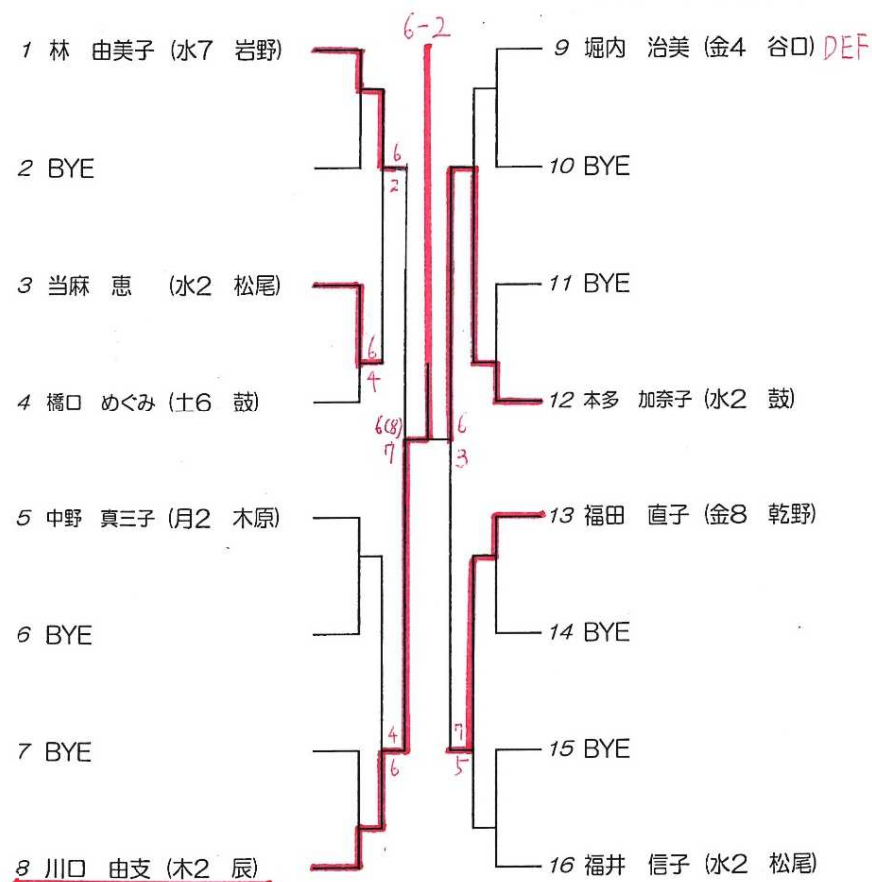 6-2
1 林 由美子 (水7 岩野)
2 BYE
6
2
3 当麻 恵 (水2 松尾)
6
4
4 橋口 めぐみ (土6 鼓)
6(8)
7
5 中野 真三子 (月2 木原)
6 BYE
7 BYE
4
6
8 川口 由支 (木2 辰)
9 堀内 治美 (金4 谷口) DEF
10 BYE
11 BYE
12 本多 加奈子 (水2 鼓)
6
3
13 福田 直子 (金8 乾野)
14 BYE
7
5
15 BYE
16 福井 信子 (水2 松尾)